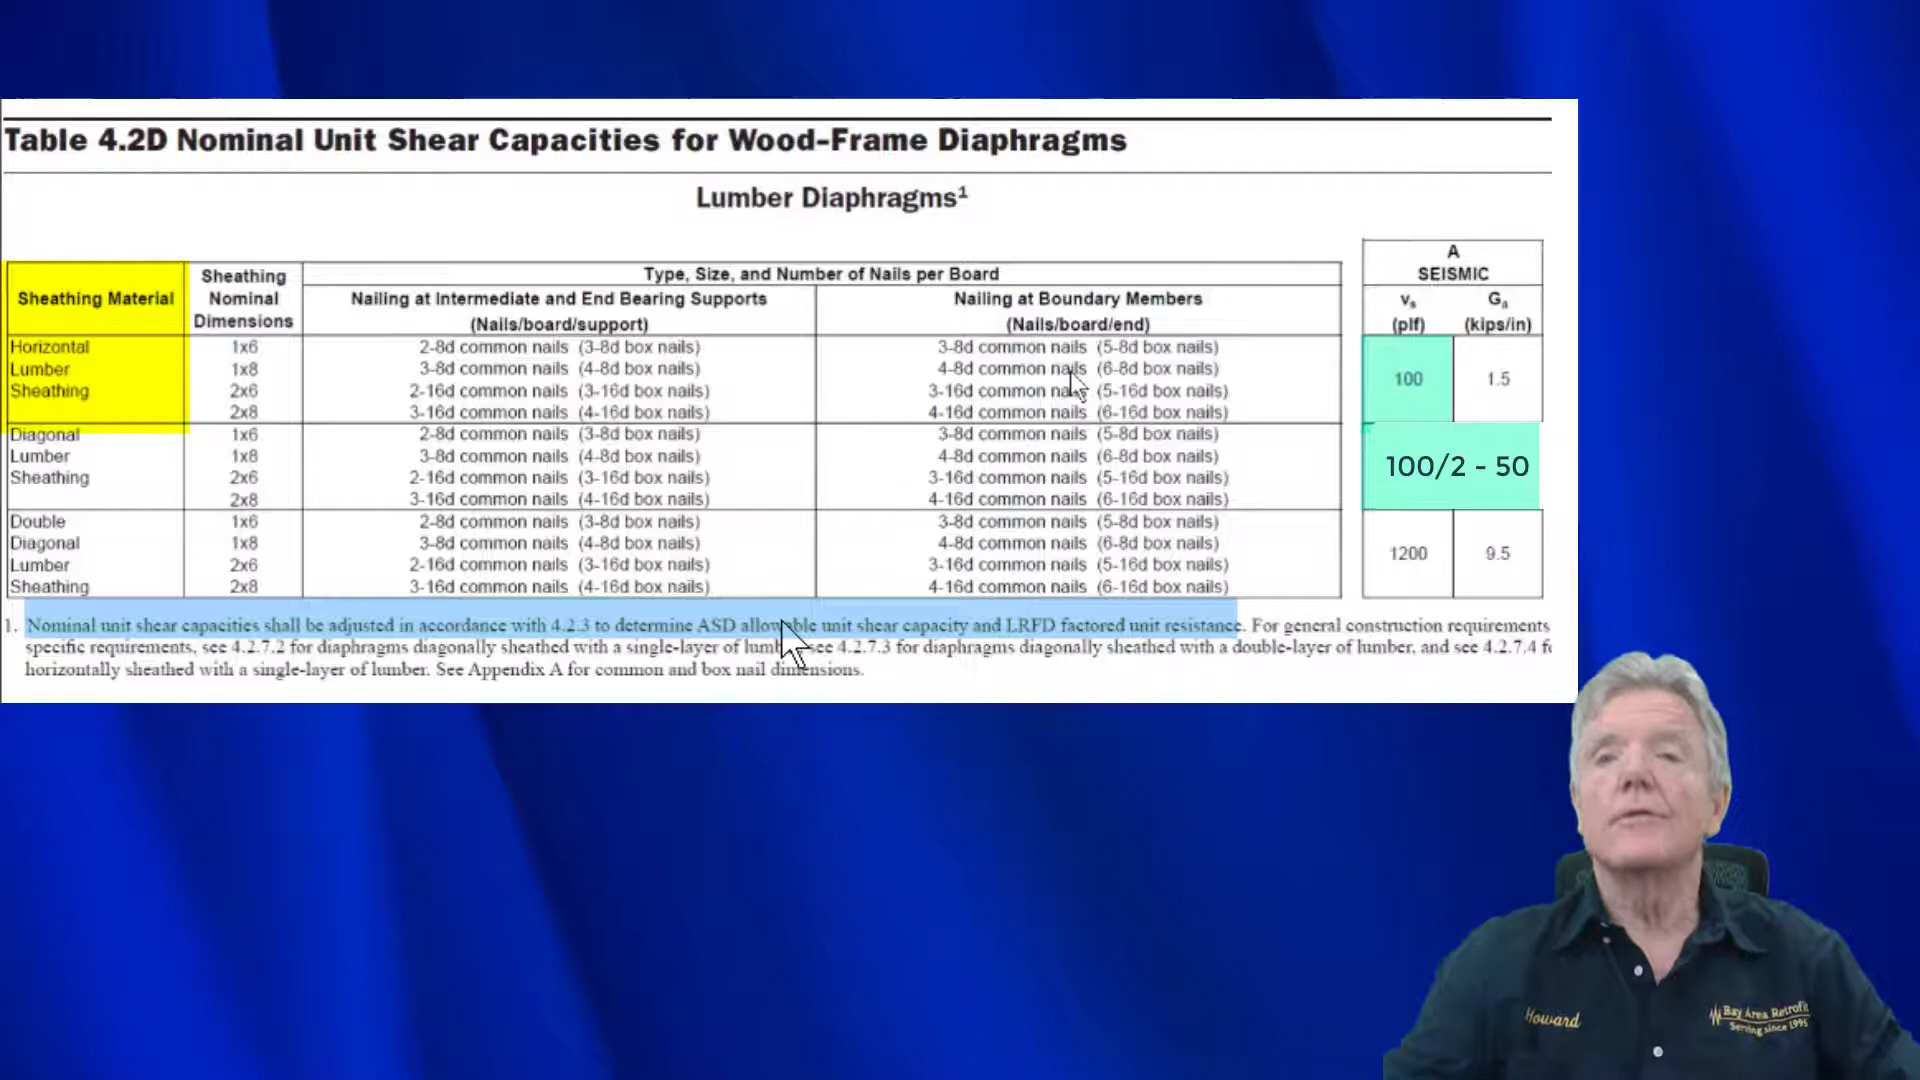 Table 4.2D Nominal Unit Shear Capacities for Wood-Frame Diaphragms
Lumber Diaphragms¹
A
SEISMIC
Sheathing Material
Sheathing
Nominal
Dimensions
Type, Size, and Number of Nails per Board
Nailing at Intermediate and End Bearing Supports
(Nails/board/support)
Nailing at Boundary Members
(Nails/board/end)
vs
(plf)
Ga
(kips/in)
Horizontal 1x6 2-8d common nails (3-8d box nails) 3-8d common nails (5-8d box nails)
Lumber 1x8 3-8d common nails (4-8d box nails) 4-8d common nails (6-8d box nails)
100 1.5
Sheathing 2x6 2-16d common nails (3-16d box nails) 3-16d common nails (5-16d box nails)
2x8 3-16d common nails (4-16d box nails) 4-16d common nails (6-16d box nails)
Diagonal 1x6 2-8d common nails (3-8d box nails) 3-8d common nails (5-8d box nails)
Lumber 1x8 3-8d common nails (4-8d box nails) 4-8d common nails (6-8d box nails)
100/2 - 50
Sheathing 2x6 2-16d common nails (3-16d box nails) 3-16d common nails (5-16d box nails)
2x8 3-16d common nails (4-16d box nails) 4-16d common nails (6-16d box nails)
Double 1x6 2-8d common nails (3-8d box nails) 3-8d common nails (5-8d box nails)
Diagonal 1x8 3-8d common nails (4-8d box nails) 4-8d common nails (6-8d box nails)
1200 9.5
Lumber 2x6 2-16d common nails (3-16d box nails) 3-16d common nails (5-16d box nails)
Sheathing 2x8 3-16d common nails (4-16d box nails) 4-16d common nails (6-16d box nails)
1. Nominal unit shear capacities shall be adjusted in accordance with 4.2.3 to determine ASD allowable unit shear capacity and LRFD factored unit resistance. For general construction requirements
specific requirements, see 4.2.7.2 for diaphragms diagonally sheathed with a single-layer of see 4.2.7.3 for diaphragms diagonally sheathed with a double-layer of lumber, and see 4.2.7.4
horizontally sheathed with a single-layer of lumber. See Appendix A for common and box nail dimensions.
Howard
Bay Area Retrofit
Serving since 1995